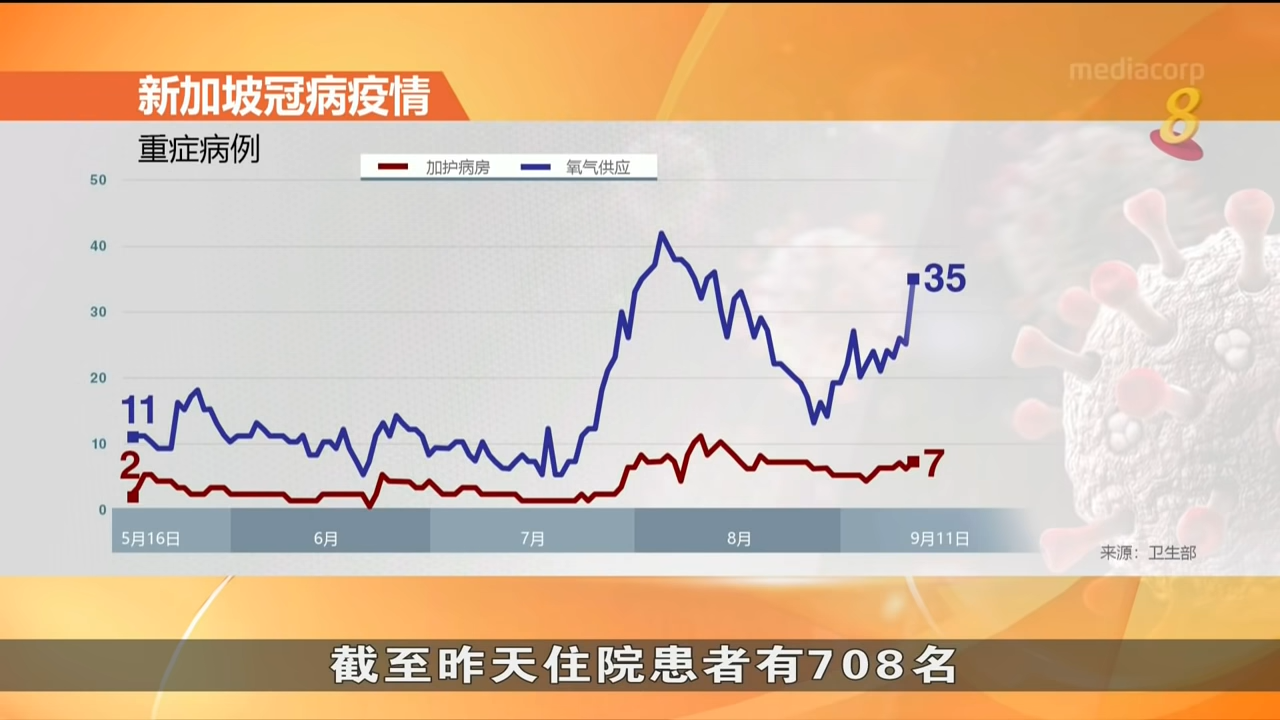 新加坡冠病疫情
mediacorp
8
重症病例
加护病房 氧气供应
50
40
30
20
10
0
11
2
35
7
5月16日 6月 7月 8月 9月11日
来源：卫生部
截至昨天住院患者有708名